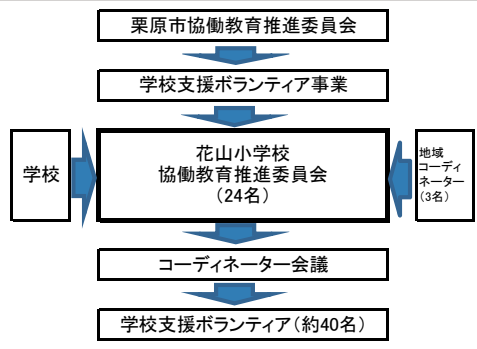 栗原市協働教育推進委員会
学校支援ボランティア事業
学校
花山小学校
協働教育推進委員会
（24名）
地域
コーディ
ネーター
(3名)
コーディネーター会議
学校支援ボランティア（約40名）